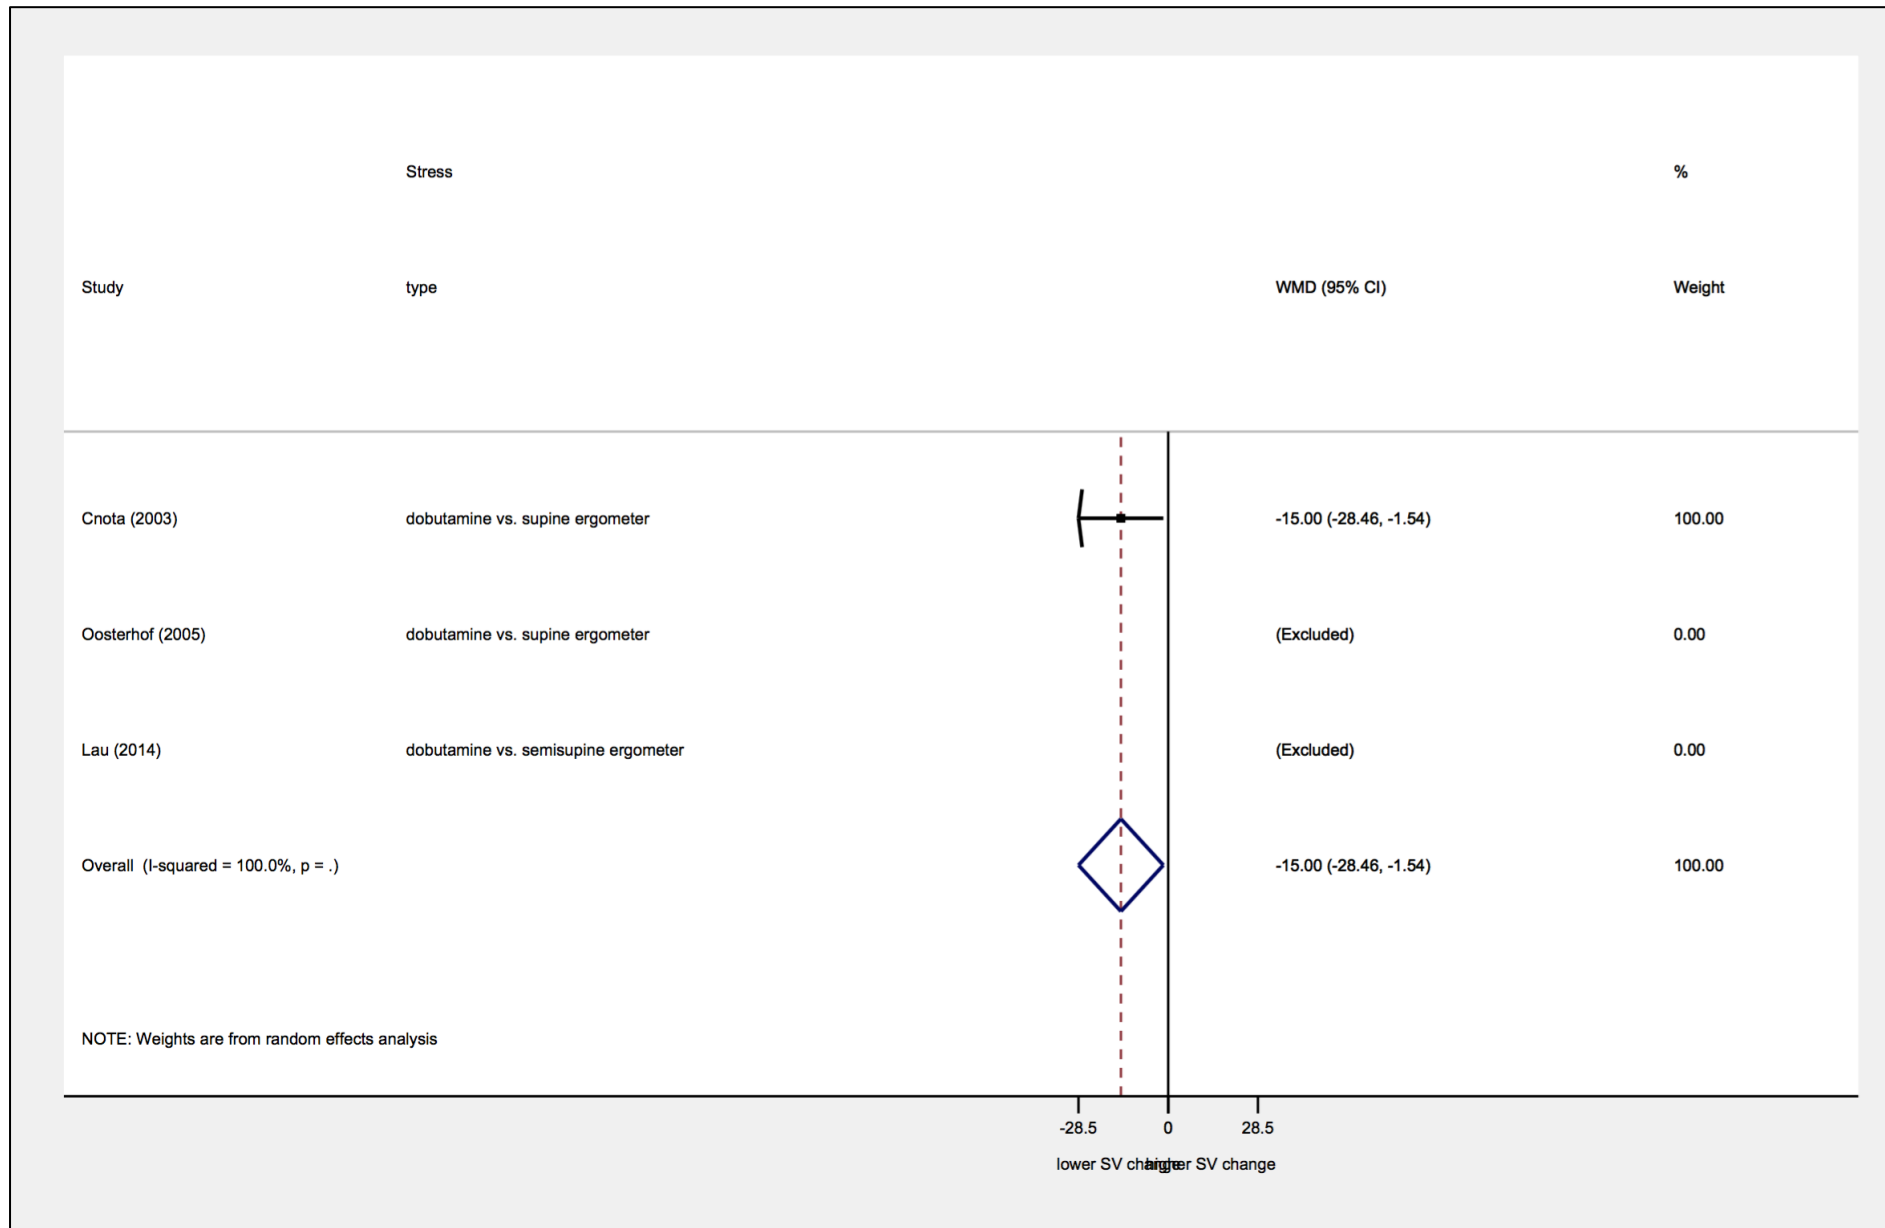 Stress %
Study type WMD (95% CI) Weight
Cnota (2003) dobutamine vs. supine ergometer -15.00 (-28.46, -1.54) 100.00
Oosterhof (2005) dobutamine vs. supine ergometer (Excluded) 0.00
Lau (2014) dobutamine vs. semisupine ergometer (Excluded) 0.00
Overall (I-squared = 100.0%, p = .) -15.00 (-28.46, -1.54) 100.00
NOTE: Weights are from random effects analysis
-28.5 0 28.5
lower SV change higher SV change